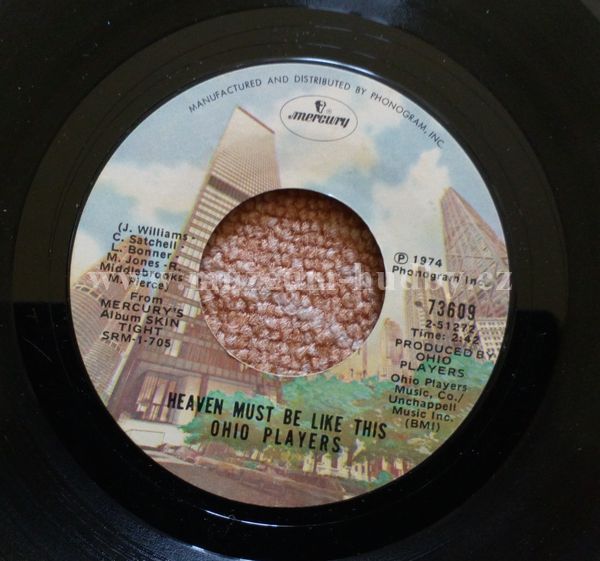 MANUFACTURED AND DISTRIBUTED BY PHONOGRAM, INC.
mercury
(J. Williams-
C. Satchell-
L. Bonner-
M. Jones-R.
Middlebrooks
M. Pierce)
From
MERCURY'S
Album SKIN
TIGHT
SRM-1-705
Ⓟ 1974
Phonogram Inc.
73609
2-51272
Time: 2:42
PRODUCED BY
OHIO
PLAYERS
Ohio Players
Music, Co./
Unchappell
Music Inc.
(BMI)
HEAVEN MUST BE LIKE THIS
OHIO PLAYERS